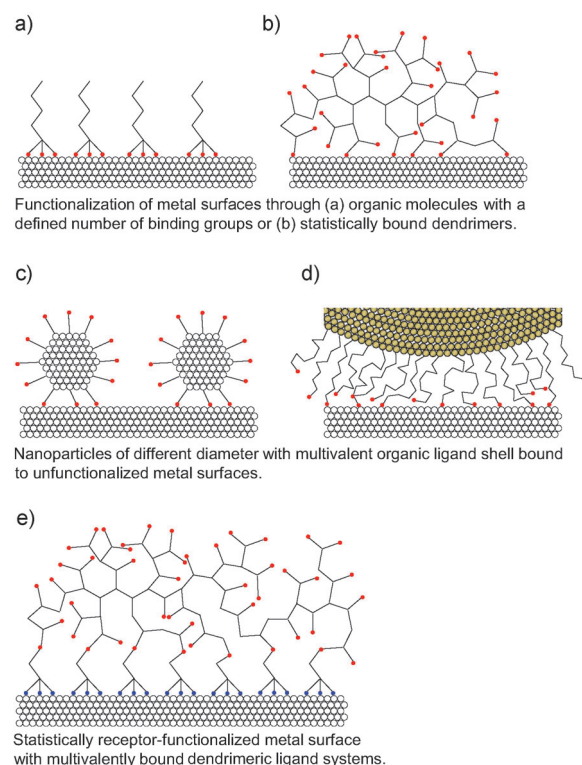 a)
b)
Functionalization of metal surfaces through (a) organic molecules with a
defined number of binding groups or (b) statistically bound dendrimers.
c)
d)
Nanoparticles of different diameter with multivalent organic ligand shell bound
to unfunctionalized metal surfaces.
e)
Statistically receptor-functionalized metal surface
with multivalently bound dendrimeric ligand systems.